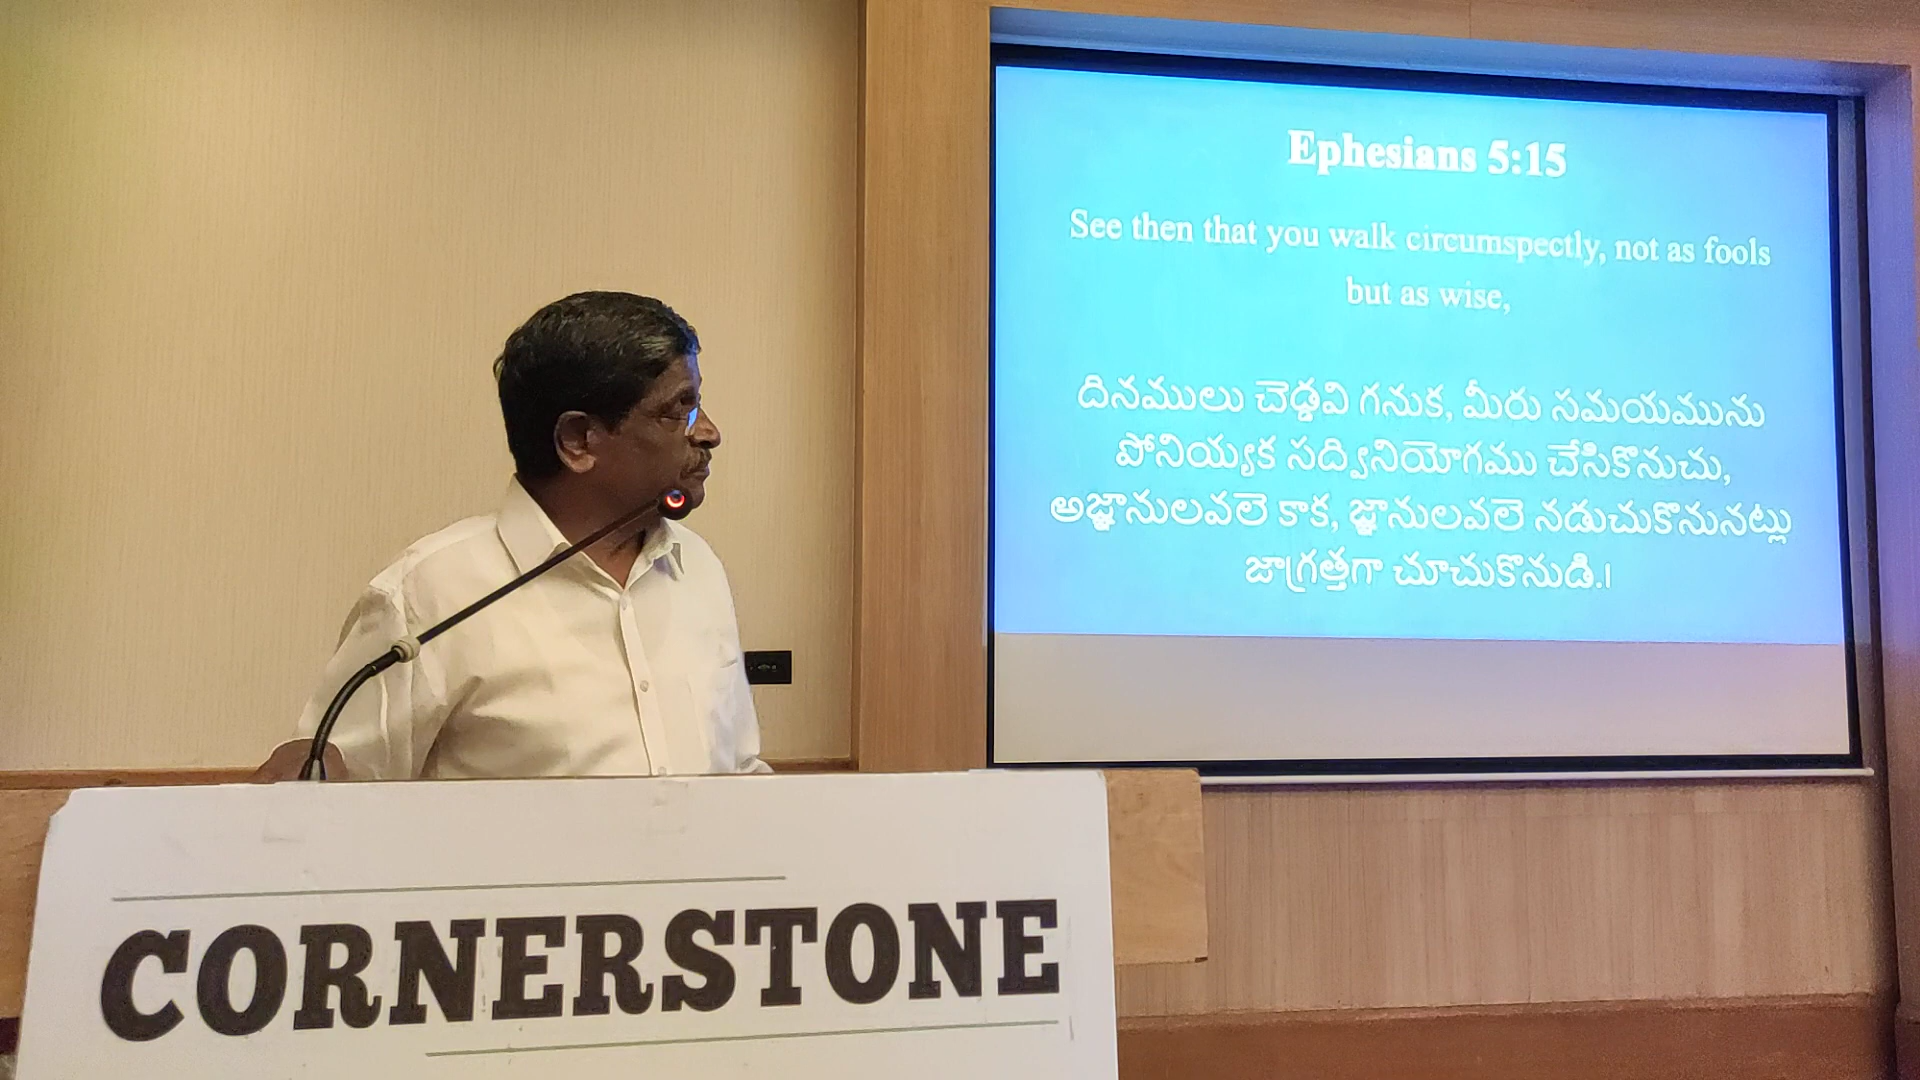 Ephesians 5:15
See then that you walk circumspectly, not as fools
but as wise,
దినములు చెడ్డవి గనుక, మీరు సమయమును
పోనియ్యక సద్వినియోగము చేసికొనుచు,
అజ్ఞానులవలె కాక, జ్ఞానులవలె నడుచుకొనునట్లు
జాగ్రత్తగా చూచుకొనుడి.।
CORNERSTONE